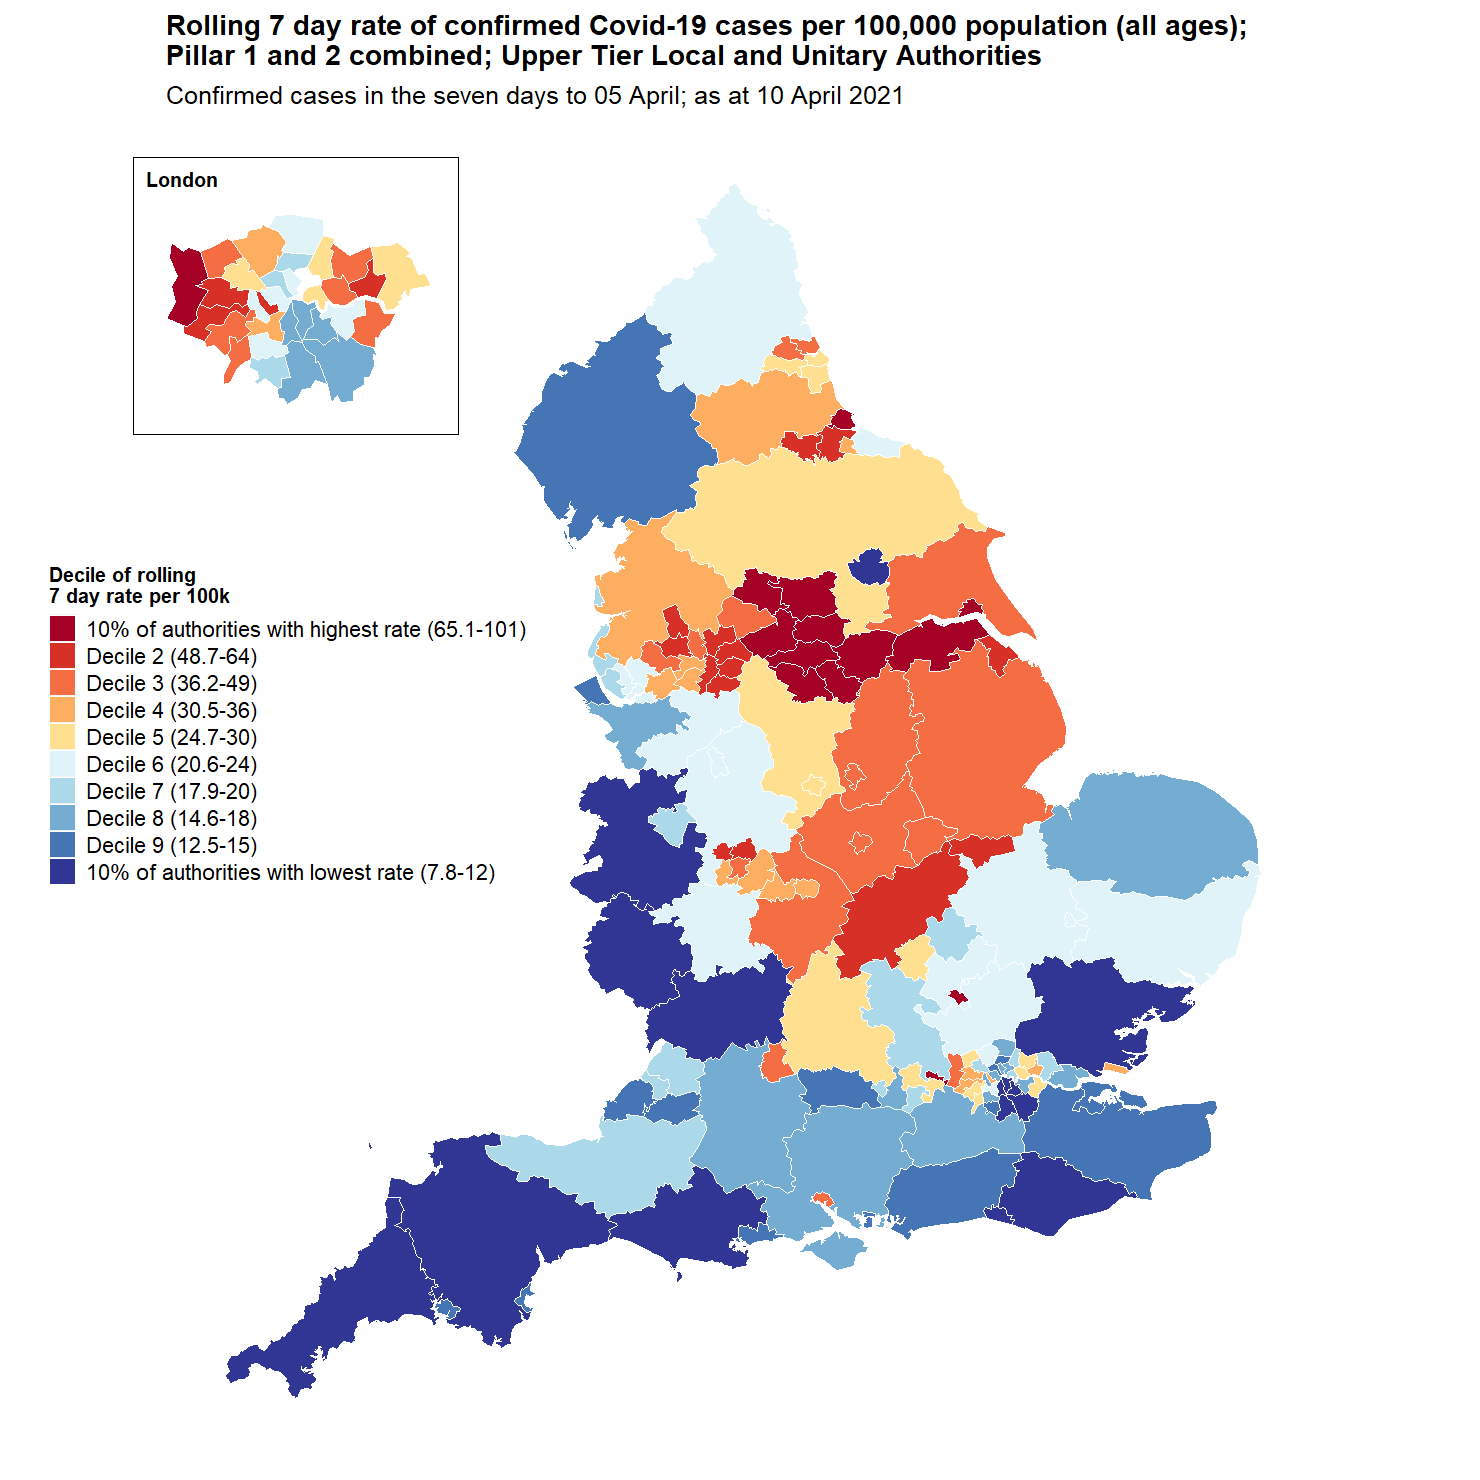 Rolling 7 day rate of confirmed Covid-19 cases per 100,000 population (all ages);
Pillar 1 and 2 combined; Upper Tier Local and Unitary Authorities
Confirmed cases in the seven days to 05 April; as at 10 April 2021
London
Decile of rolling
7 day rate per 100k
10% of authorities with highest rate (65.1-101)
Decile 2 (48.7-64)
Decile 3 (36.2-49)
Decile 4 (30.5-36)
Decile 5 (24.7-30)
Decile 6 (20.6-24)
Decile 7 (17.9-20)
Decile 8 (14.6-18)
Decile 9 (12.5-15)
10% of authorities with lowest rate (7.8-12)